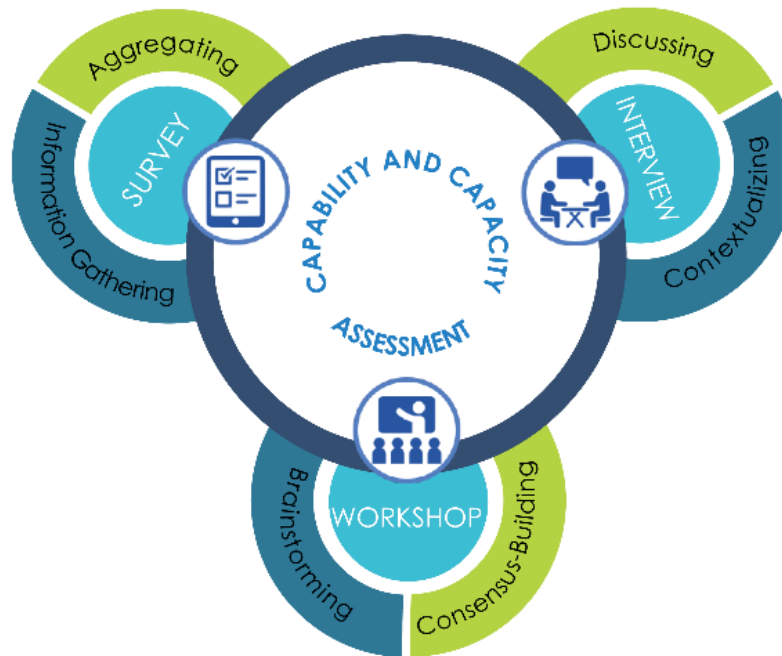 Aggregating
Information Gathering
SURVEY
Discussing
Contextualizing
INTERVIEW
CAPABILITY AND CAPACITY
ASSESSMENT
WORKSHOP
Brainstorming
Consensus-Building